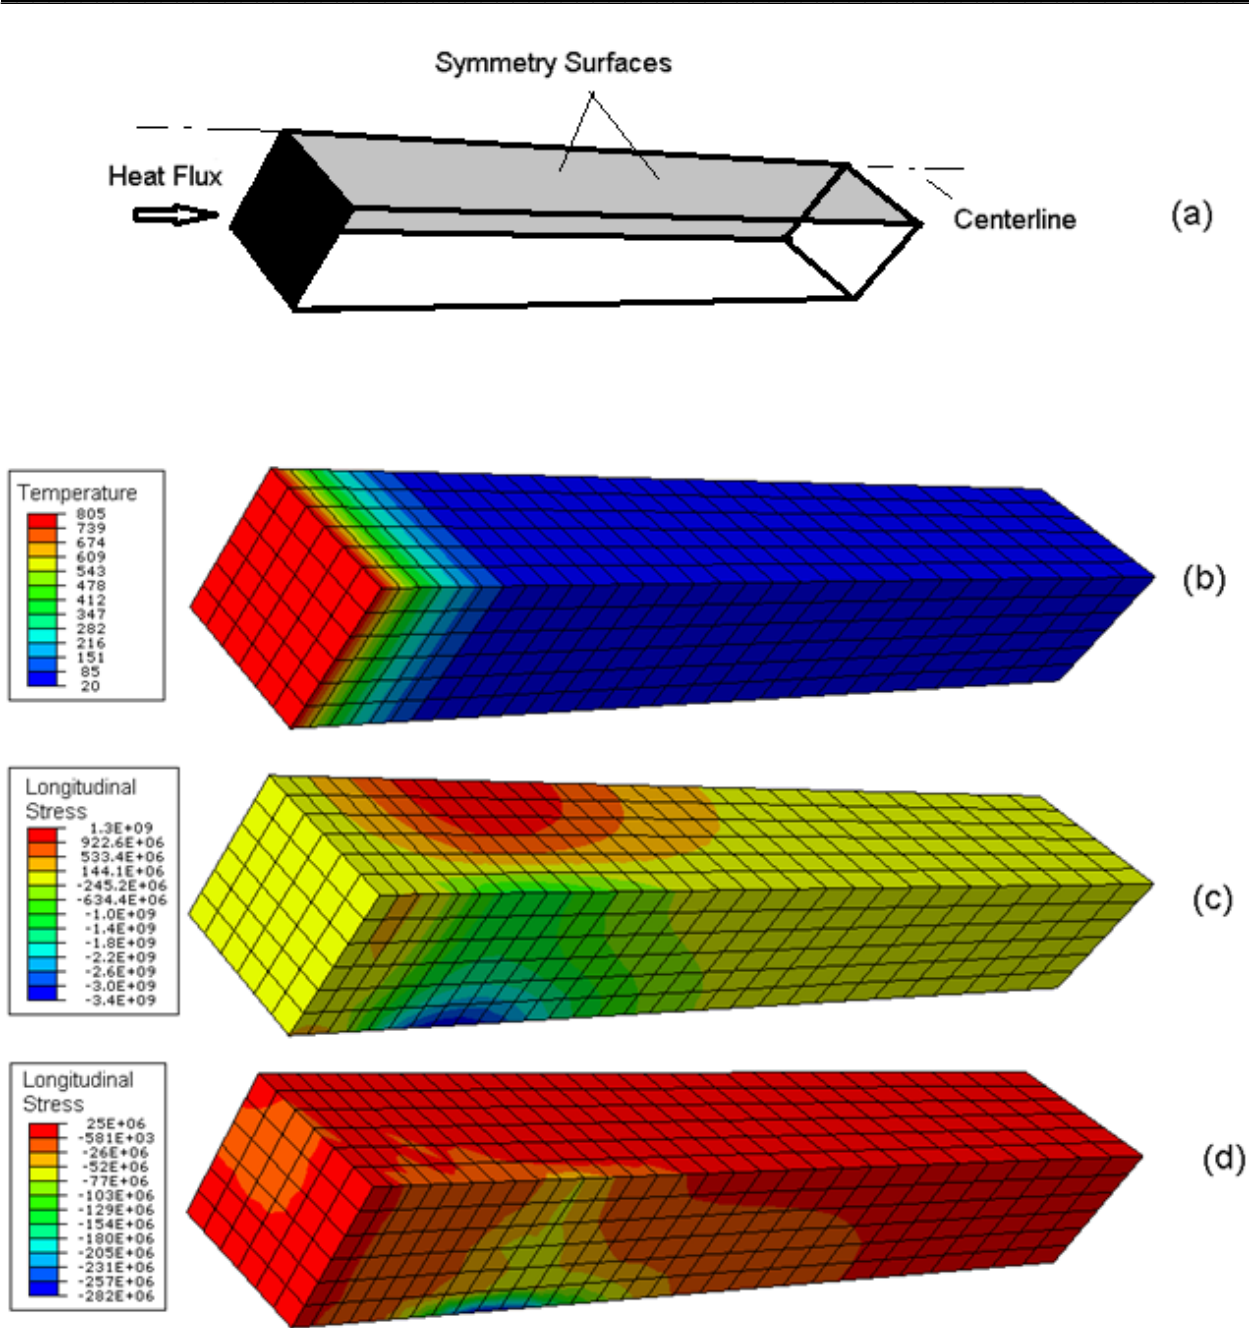 Symmetry Surfaces
Heat Flux
Centerline
(a)
Temperature
805
739
674
609
543
478
412
347
282
216
151
85
20
(b)
Longitudinal
Stress
1.3E+09
922.6E+06
533.4E+06
144.1E+06
-245.2E+06
-634.4E+06
-1.0E+09
-1.4E+09
-1.8E+09
-2.2E+09
-2.6E+09
-3.0E+09
-3.4E+09
(c)
Longitudinal
Stress
25E+06
-581E+03
-26E+06
-52E+06
-77E+06
-103E+06
-129E+06
-154E+06
-180E+06
-205E+06
-231E+06
-257E+06
-282E+06
(d)